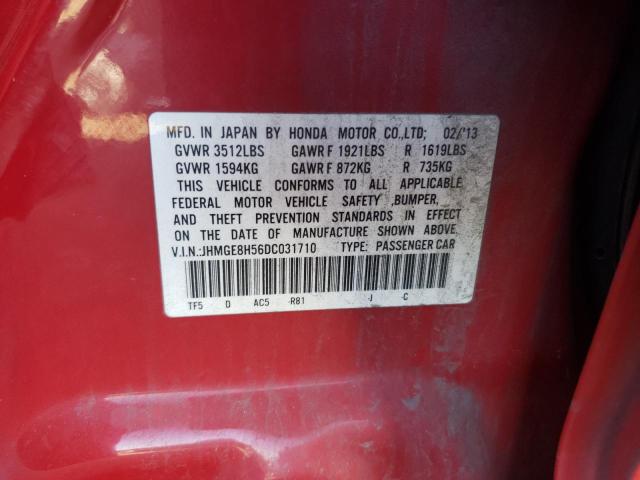 MFD. IN JAPAN BY HONDA MOTOR CO.,LTD; 02/'13
GVWR 3512LBS GAWR F 1921LBS R 1619LBS
GVWR 1594KG GAWR F 872KG R 735KG
THIS VEHICLE CONFORMS TO ALL APPLICABLE
FEDERAL MOTOR VEHICLE SAFETY ,BUMPER,
AND THEFT PREVENTION STANDARDS IN EFFECT
ON THE DATE OF MANUFACTURE SHOWN ABOVE.
V.I.N.:JHMGE8H56DC031710 TYPE: PASSENGER CAR
TF5 D AC5 -R81 -J -C